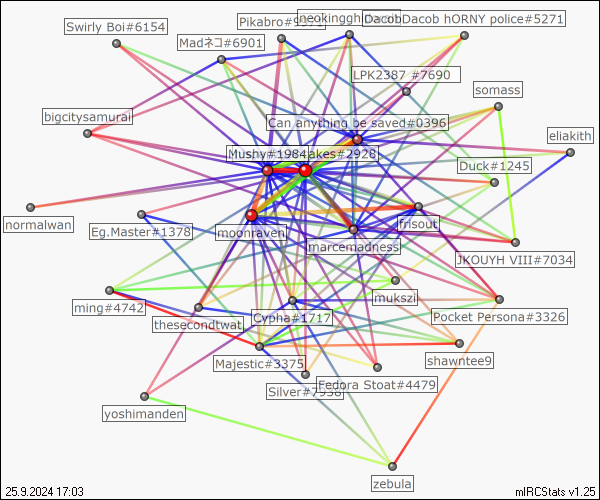 Swirly Boi#6154
Pikabro#9
neokinggh
DacobDacob hORNY police#5271
Madネコ#6901
LPK2387 #7690
somass
bigcitysamurai
Can anything be saved#0396
eliakith
Mushy#1984
akes#2928
Duck#1245
normalwan
Eg.Master#1378
moonraven
frisout
marcemadness
JKOUYH VIII#7034
mukszi
ming#4742
thesecondtwat
Cypha#1717
Pocket Persona#3326
Majestic#3375
shawntee9
Silver#7938
Fedora Stoat#4479
yoshimanden
zebula
25.9.2024 17:03
mIRCStats v1.25